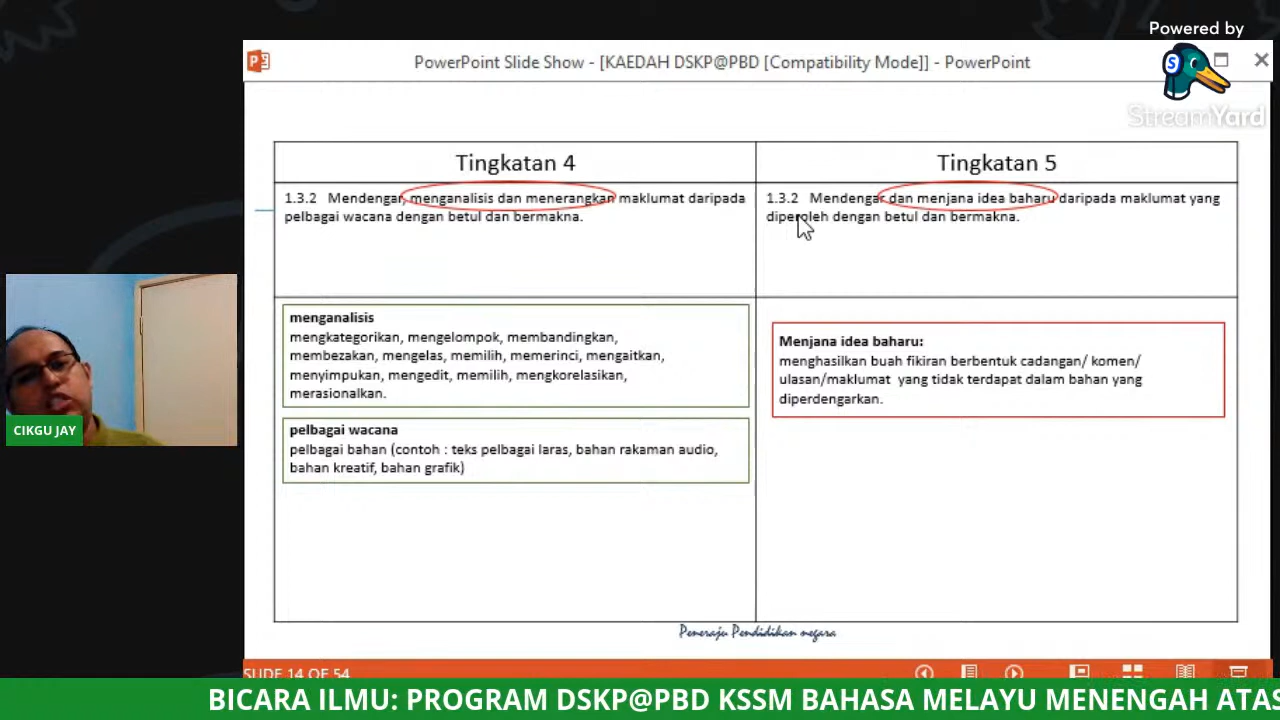 Powered by
StreamYard
PowerPoint Slide Show - [KAEDAH DSKP@PBD [Compatibility Mode]] - PowerPoint
Tingkatan 4
1.3.2 Mendengar, menganalisis dan menerangkan maklumat daripada
pelbagai wacana dengan betul dan bermakna.
Tingkatan 5
1.3.2 Mendengar dan menjana idea baharu daripada maklumat yang
diperoleh dengan betul dan bermakna.
menganalisis
mengkategorikan, mengelompok, membandingkan,
membezakan, mengelas, memilih, memerinci, mengaitkan,
menyimpukan, mengedit, memilih, mengkorelasikan,
merasionalkan.
pelbagai wacana
pelbagai bahan (contoh : teks pelbagai laras, bahan rakaman audio,
bahan kreatif, bahan grafik)
Menjana idea baharu:
menghasilkan buah fikiran berbentuk cadangan/ komen/
ulasan/maklumat yang tidak terdapat dalam bahan yang
diperdengarkan.
Peneraju Pendidikan negara
CIKGU JAY
SLIDE 14 OF 54
BICARA ILMU: PROGRAM DSKP@PBD KSSM BAHASA MELAYU MENENGAH ATAS